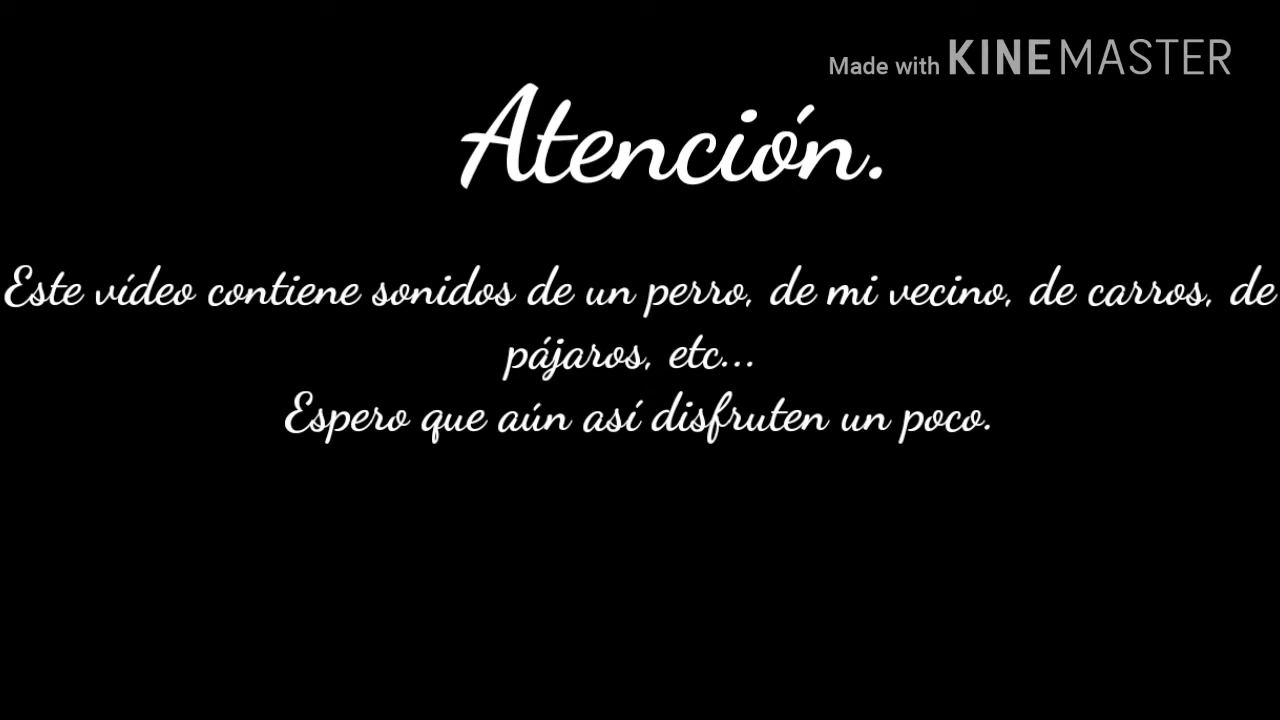 Made with KINEMASTER
Atención.
Este vídeo contiene sonidos de un perro, de mi vecino, de carros, de
pájaros, etc...
Espero que aún así disfruten un poco.